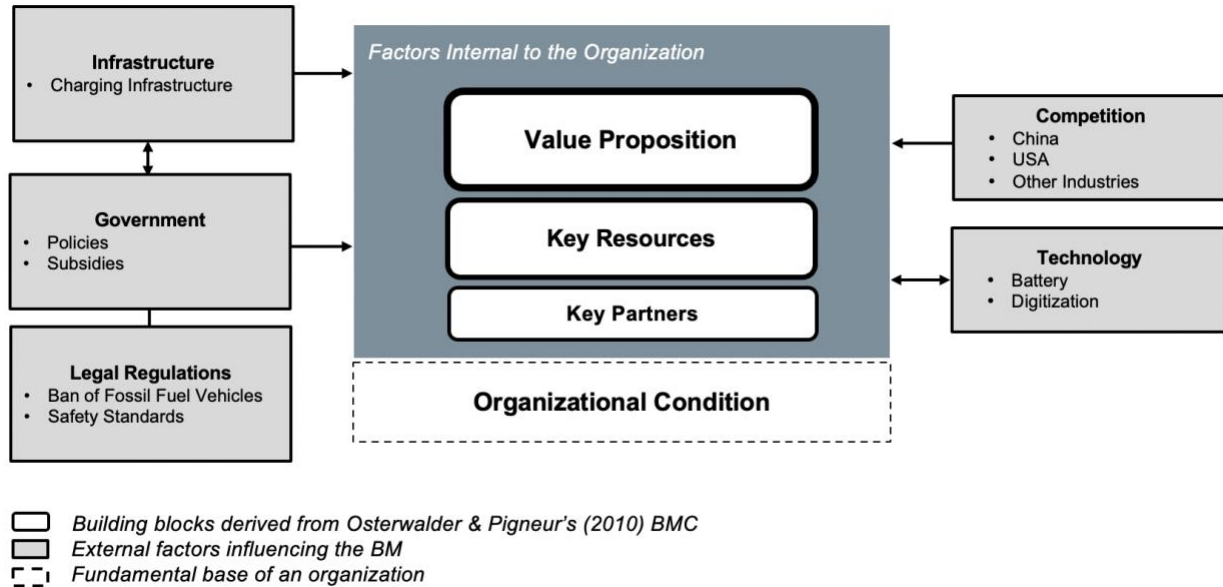 Infrastructure
• Charging Infrastructure
Government
• Policies
• Subsidies
Legal Regulations
• Ban of Fossil Fuel Vehicles
• Safety Standards
Factors Internal to the Organization
Value Proposition
Key Resources
Key Partners
Organizational Condition
Competition
• China
• USA
• Other Industries
Technology
• Battery
• Digitization
Building blocks derived from Osterwalder & Pigneur's (2010) BMC
External factors influencing the BM
Fundamental base of an organization